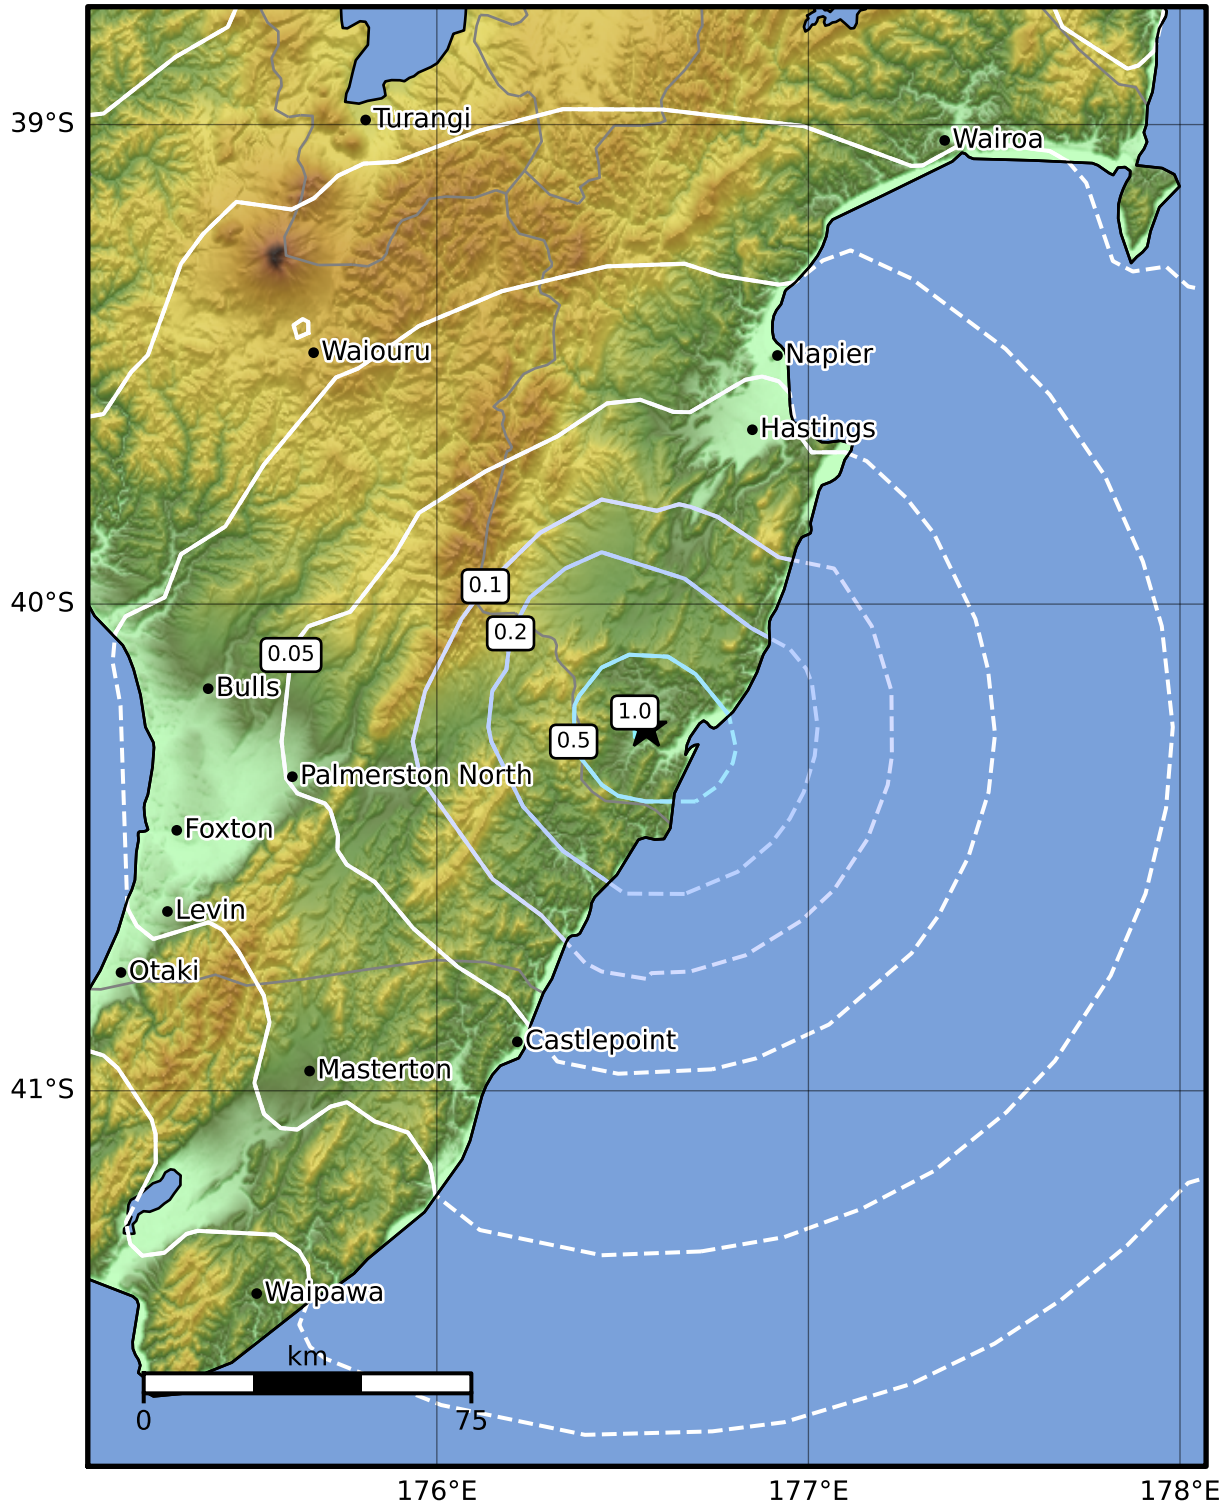 39°S
Turangi
Wairoa
Waiouru
Napier
Hastings
0.1
40°S
0.2
0.05
Bulls
1.0
0.5
Palmerston North
Foxton
Levin
Otaki
Castlepoint
Masterton
41°S
Waipawa
km
0
75
176°E
177°E
178°E